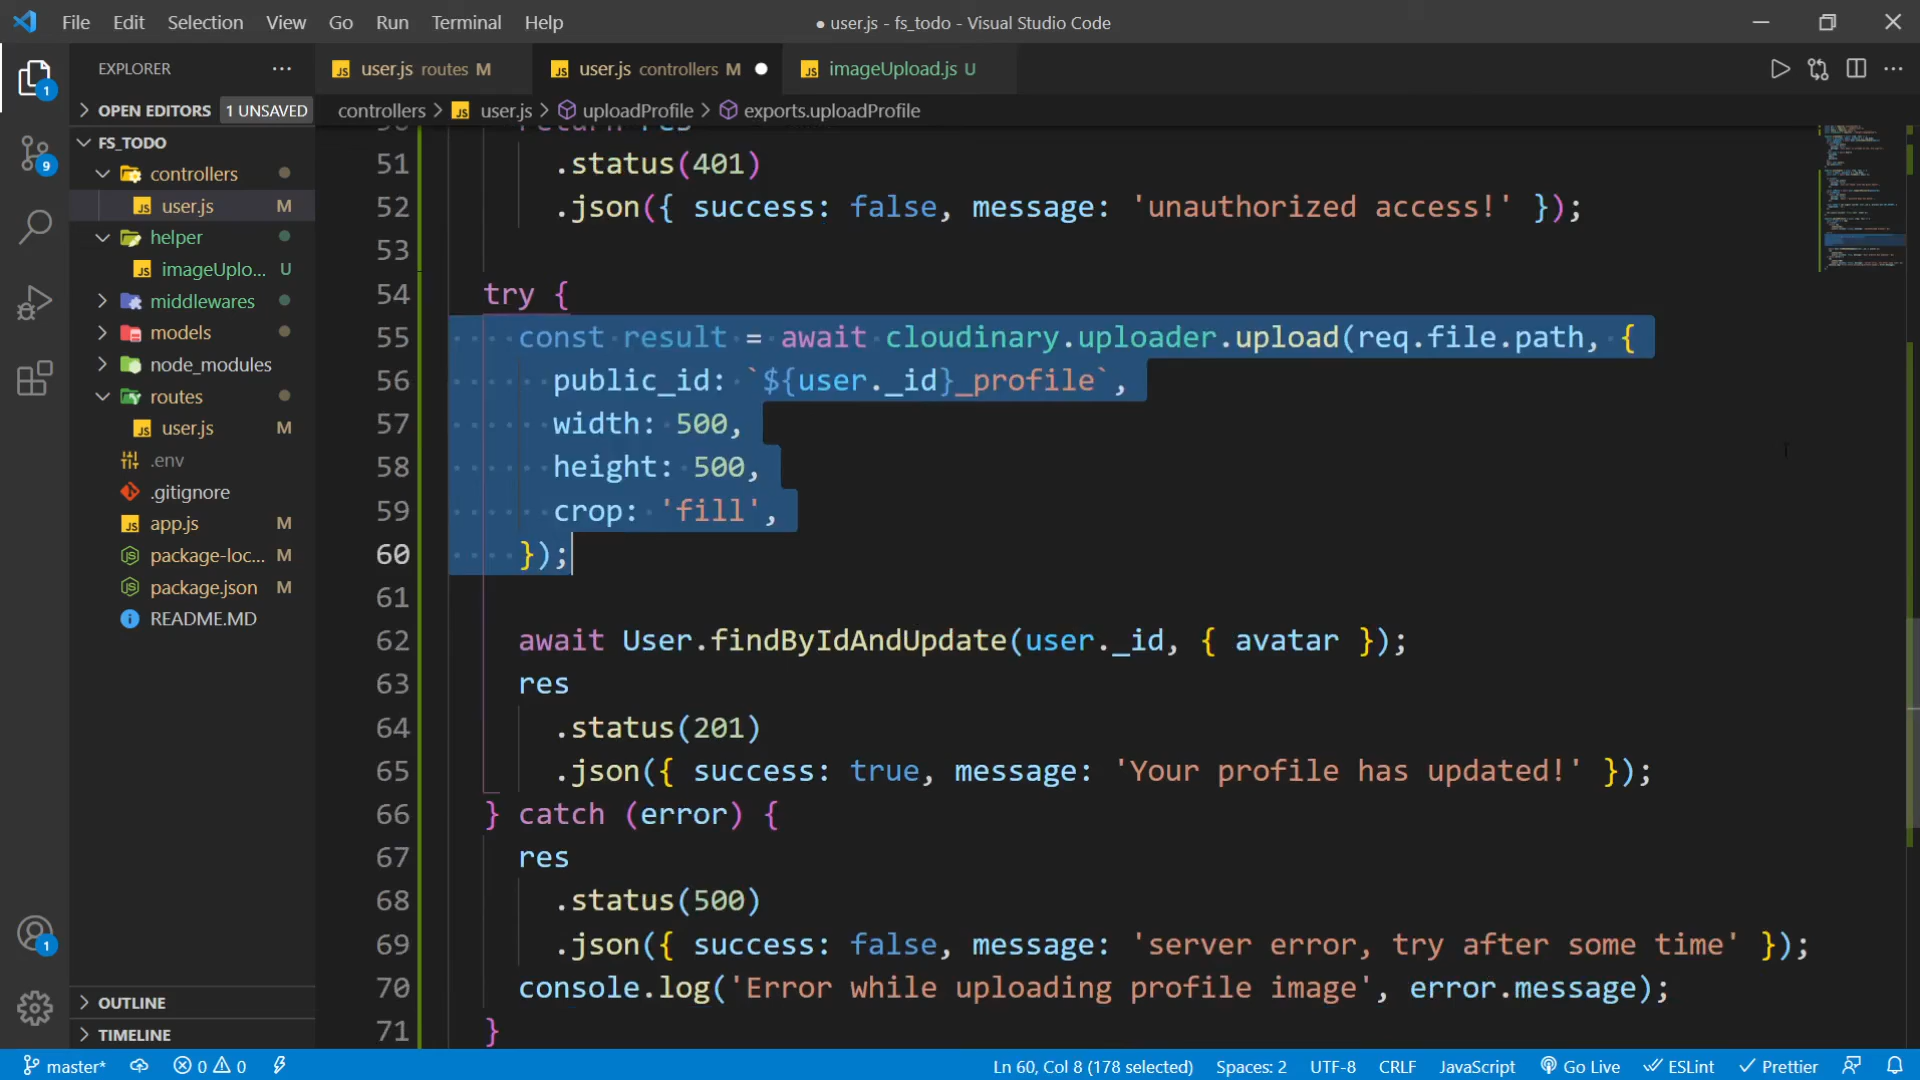 File Edit Selection View Go Run Terminal Help
● user.js - fs_todo - Visual Studio Code
EXPLORER ···
user.js routes M
user.js controllers M
imageUpload.js U
OPEN EDITORS 1 UNSAVED
controllers > user.js > uploadProfile > exports.uploadProfile
FS_TODO
controllers
user.js M
helper
imageUplo... U
middlewares
models
node_modules
routes
user.js M
.env
.gitignore
app.js M
package-loc... M
package.json M
README.MD
OUTLINE
TIMELINE
1
9
1
50 return res
51 .status(401)
52 .json({ success: false, message: 'unauthorized access!' });
53
54 try {
55 const result = await cloudinary.uploader.upload(req.file.path, {
56 public_id: `${user._id}_profile`,
57 width: 500,
58 height: 500,
59 crop: 'fill',
60 });
61
62 await User.findByIdAndUpdate(user._id, { avatar });
63 res
64 .status(201)
65 .json({ success: true, message: 'Your profile has updated!' });
66 } catch (error) {
67 res
68 .status(500)
69 .json({ success: false, message: 'server error, try after some time' });
70 console.log('Error while uploading profile image', error.message);
71 }
master* 0 0 Ln 60, Col 8 (178 selected) Spaces: 2 UTF-8 CRLF JavaScript Go Live ESLint Prettier